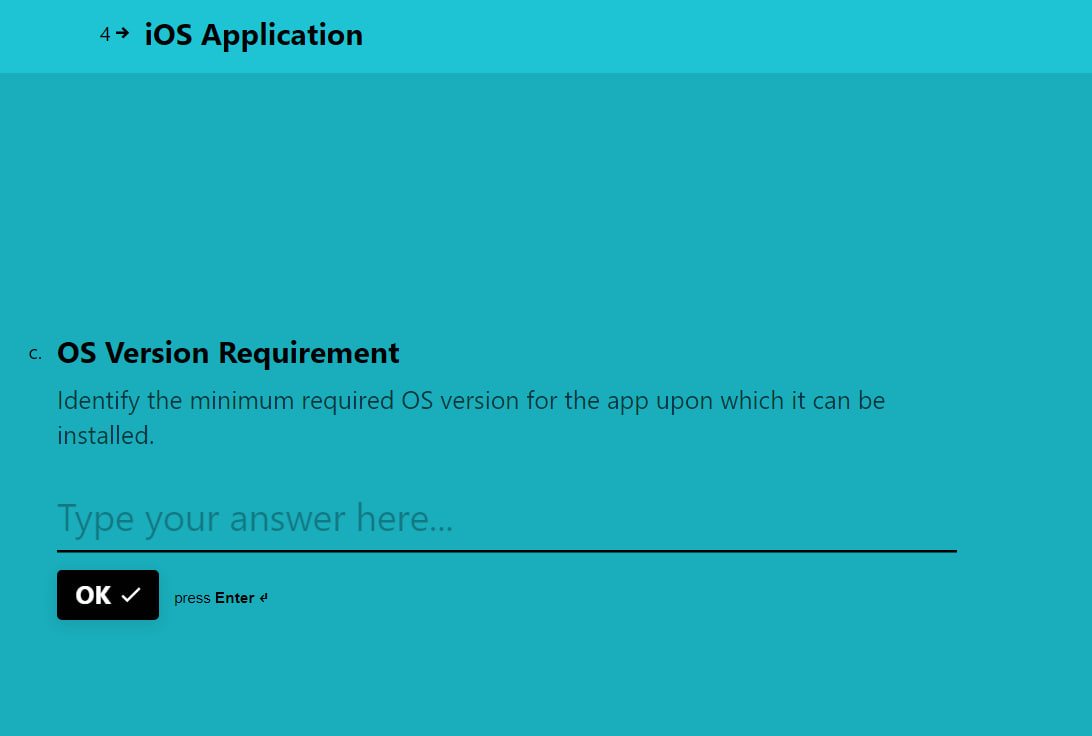 4 → iOS Application
c. OS Version Requirement
Identify the minimum required OS version for the app upon which it can be
installed.
Type your answer here...
OK ✓ press Enter ↵